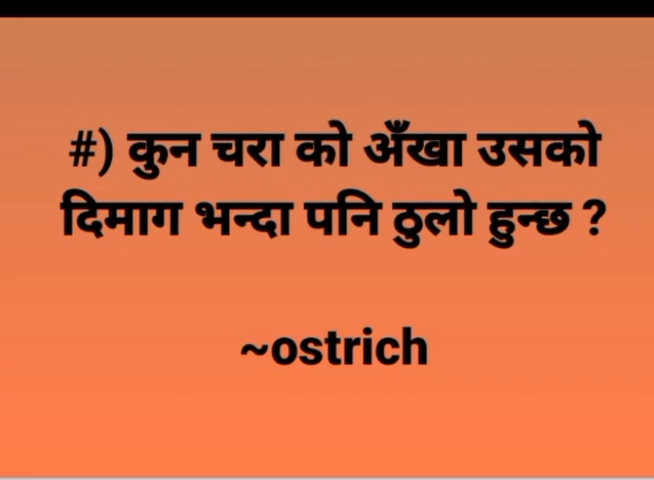 #) कुन चरा को अँखा उसको
दिमाग भन्दा पनि ठुलो हुन्छ ?
~ostrich